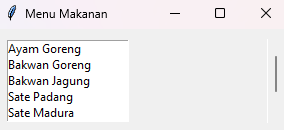 Menu Makanan
Ayam Goreng
Bakwan Goreng
Bakwan Jagung
Sate Padang
Sate Madura